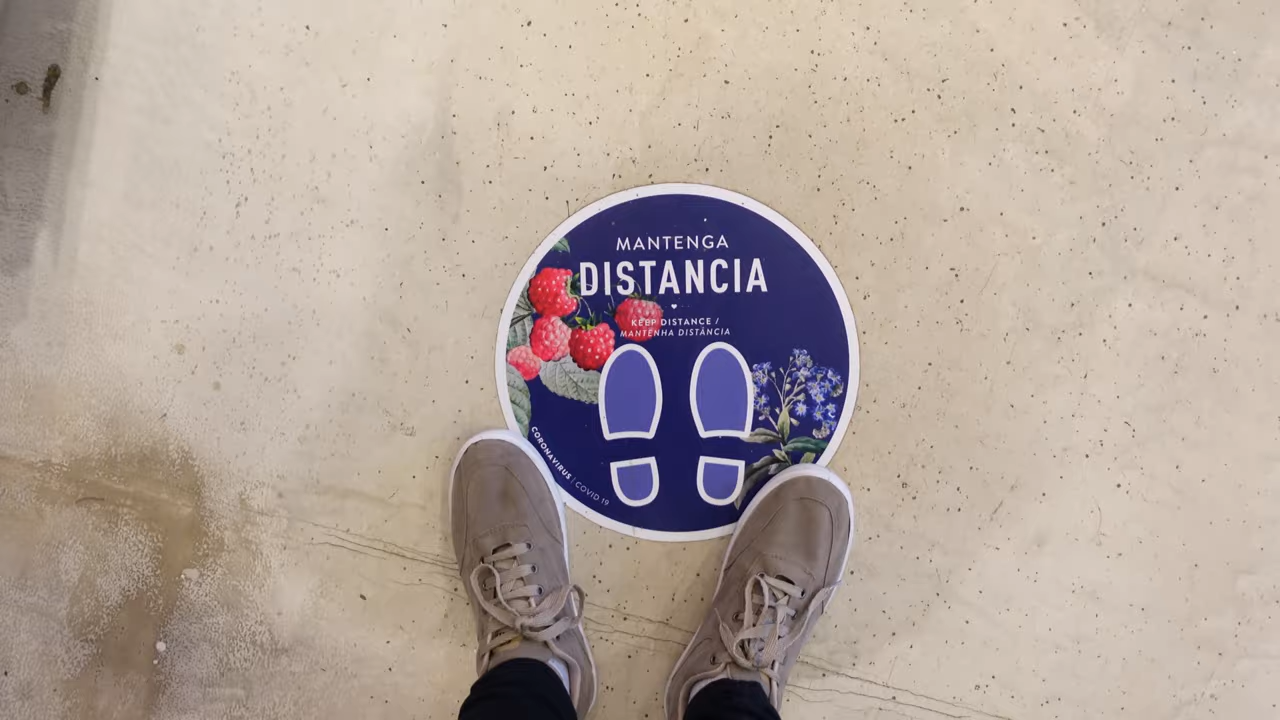 MANTENGA
DISTANCIA
KEEP DISTANCE /
MANTENHA DISTÂNCIA
CORONAVIRUS | COVID 19